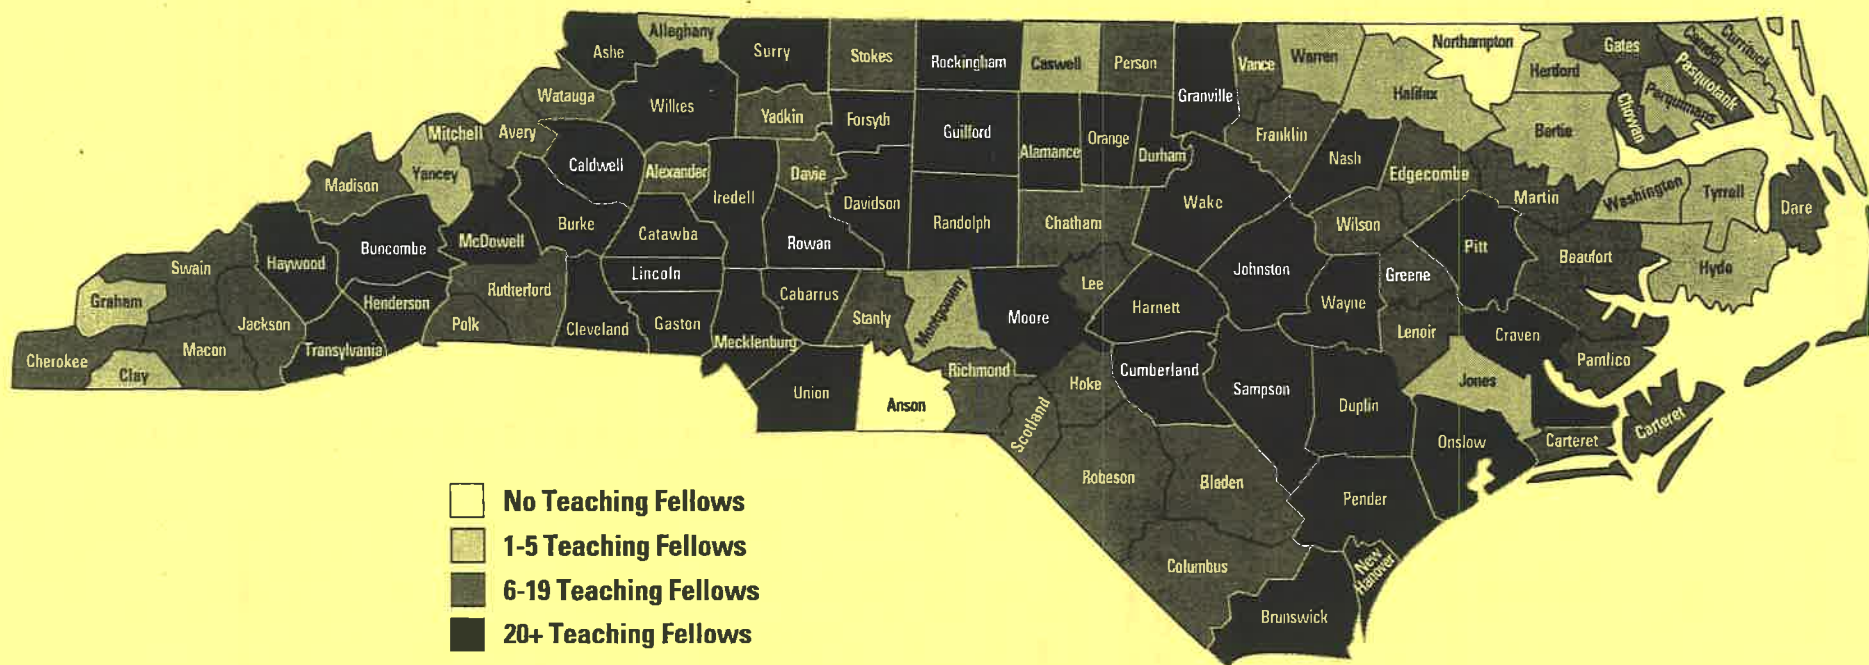 Alleghany
Ashe
Surry
Stokes
Rockingham
Caswell
Person
Granville
Vance
Warren
Northampton
Halifax
Hertford
Gates
Camden
Currituck
Pasquotank
Perquimans
Chowan
Bertie
Watauga
Wilkes
Yadkin
Forsyth
Guilford
Alamance
Orange
Durham
Franklin
Nash
Edgecombe
Martin
Washington
Tyrrell
Dare
Mitchell
Avery
Caldwell
Alexander
Iredell
Davie
Davidson
Randolph
Chatham
Wake
Wilson
Pitt
Beaufort
Hyde
Madison
Yancey
McDowell
Burke
Catawba
Rowan
Lee
Johnston
Greene
Swain
Haywood
Buncombe
Rutherford
Lincoln
Cabarrus
Stanly
Montgomery
Moore
Harnett
Wayne
Lenoir
Craven
Pamlico
Graham
Jackson
Henderson
Polk
Cleveland
Gaston
Mecklenburg
Cherokee
Clay
Macon
Transylvania
Union
Anson
Richmond
Scotland
Hoke
Cumberland
Sampson
Duplin
Jones
Onslow
Carteret
Carteret
Robeson
Bladen
Pender
Columbus
New
Hanover
Brunswick
No Teaching Fellows
1-5 Teaching Fellows
6-19 Teaching Fellows
20+ Teaching Fellows